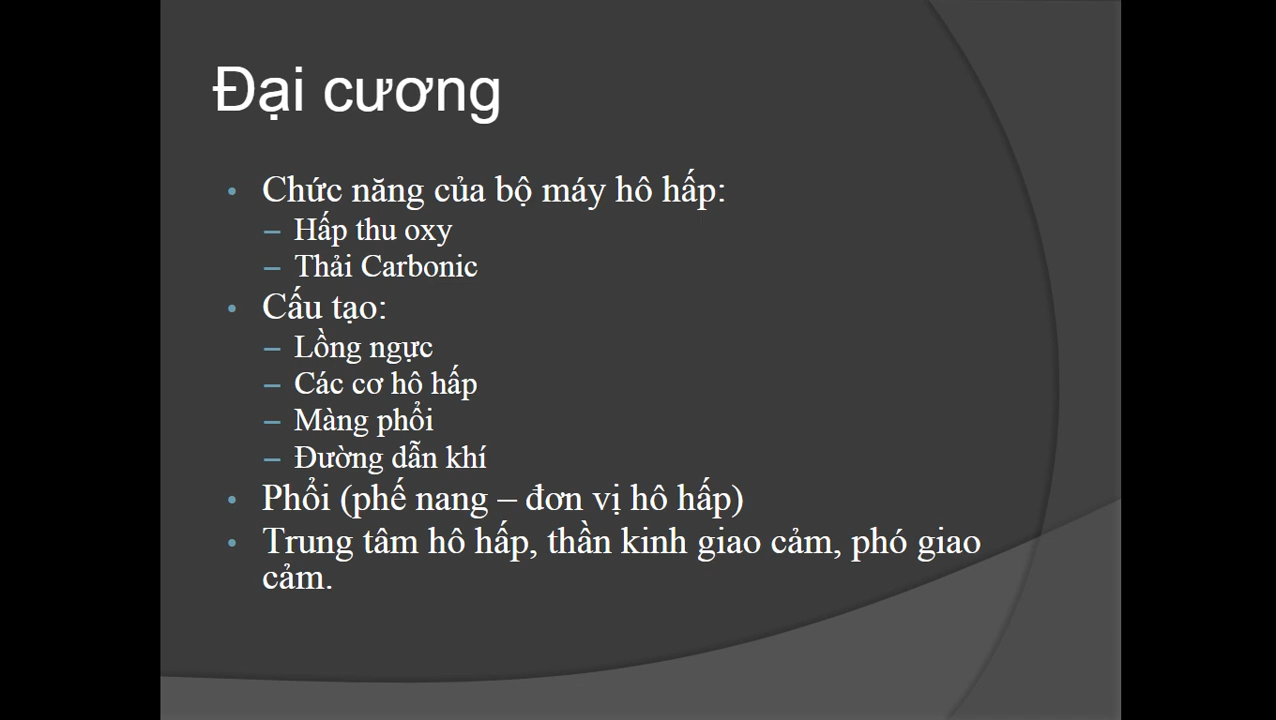 Đại cương
• Chức năng của bộ máy hô hấp:
– Hấp thu oxy
– Thải Carbonic
• Cấu tạo:
– Lồng ngực
– Các cơ hô hấp
– Màng phổi
– Đường dẫn khí
• Phổi (phế nang – đơn vị hô hấp)
• Trung tâm hô hấp, thần kinh giao cảm, phó giao
cảm.